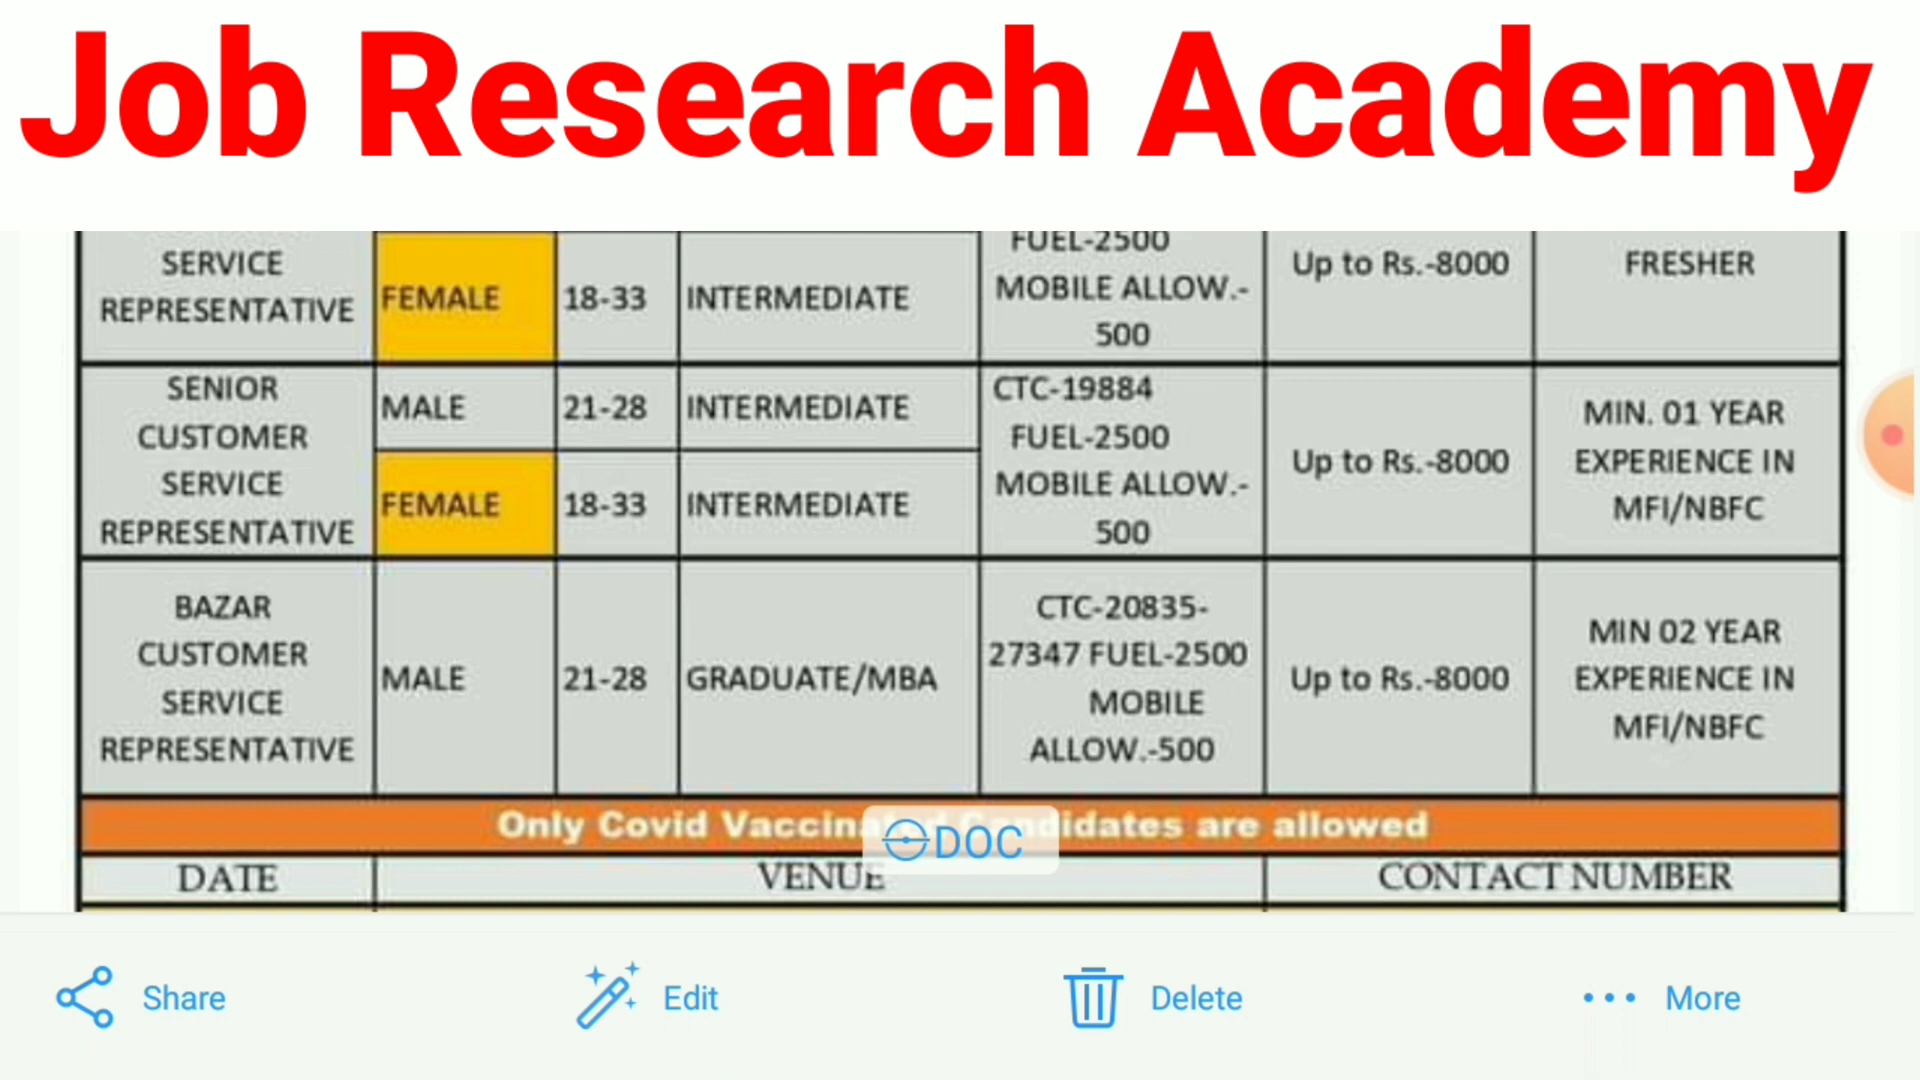 Job Research Academy
SERVICE
REPRESENTATIVE
FEMALE
18-33
INTERMEDIATE
FUEL-2500
MOBILE ALLOW.-
500
Up to Rs.-8000
FRESHER
SENIOR
CUSTOMER
SERVICE
REPRESENTATIVE
MALE
21-28
INTERMEDIATE
FEMALE
18-33
INTERMEDIATE
CTC-19884
FUEL-2500
MOBILE ALLOW.-
500
Up to Rs.-8000
MIN. 01 YEAR
EXPERIENCE IN
MFI/NBFC
BAZAR
CUSTOMER
SERVICE
REPRESENTATIVE
MALE
21-28
GRADUATE/MBA
CTC-20835-
27347 FUEL-2500
MOBILE
ALLOW.-500
Up to Rs.-8000
MIN 02 YEAR
EXPERIENCE IN
MFI/NBFC
Only Covid Vaccinated Candidates are allowed
DOC
DATE
VENUE
CONTACT NUMBER
Share
Edit
Delete
More